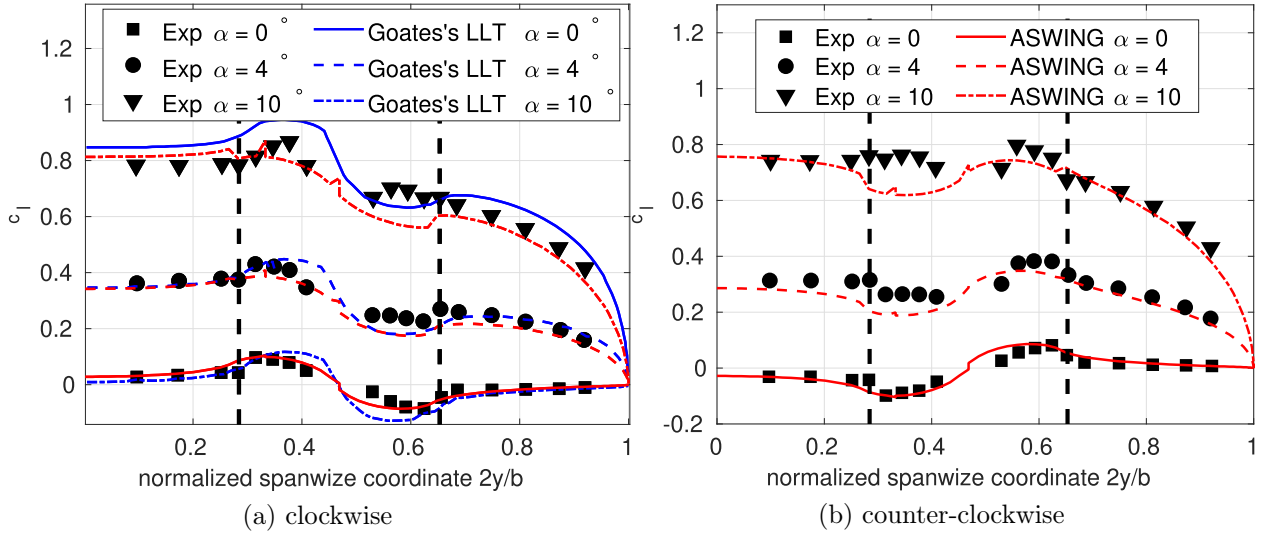 Exp α = 0 °
Exp α = 4 °
Exp α = 10 °
Goates's LLT α = 0 °
Goates's LLT α = 4 °
Goates's LLT α = 10 °
c_l
1.2
1
0.8
0.6
0.4
0.2
0
0.2 0.4 0.6 0.8 1
normalized spanwize coordinate 2y/b
(a) clockwise
Exp α = 0
Exp α = 4
Exp α = 10
ASWING α = 0
ASWING α = 4
ASWING α = 10
c_l
1.2
1
0.8
0.6
0.4
0.2
0
-0.2
0 0.2 0.4 0.6 0.8 1
normalized spanwize coordinate 2y/b
(b) counter-clockwise